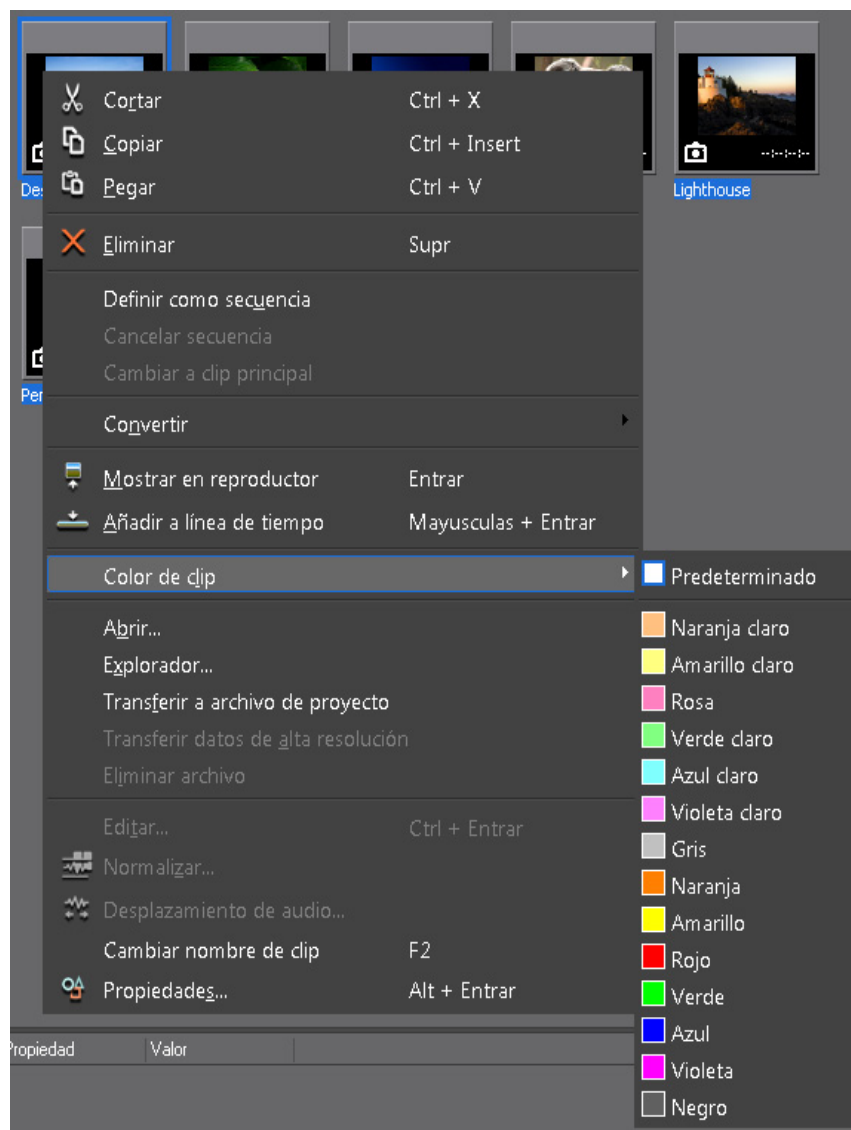 Lighthouse
Cortar Ctrl + X
Copiar Ctrl + Insert
Pegar Ctrl + V
Eliminar Supr
Definir como secuencia
Cancelar secuencia
Cambiar a clip principal
Convertir
Mostrar en reproductor Entrar
Añadir a línea de tiempo Mayusculas + Entrar
Color de clip
Abrir...
Explorador...
Transferir a archivo de proyecto
Transferir datos de alta resolución
Eliminar archivo
Editar... Ctrl + Entrar
Normalizar...
Desplazamiento de audio...
Cambiar nombre de clip F2
Propiedades... Alt + Entrar
Predeterminado
Naranja claro
Amarillo claro
Rosa
Verde claro
Azul claro
Violeta claro
Gris
Naranja
Amarillo
Rojo
Verde
Azul
Violeta
Negro
Propiedad Valor